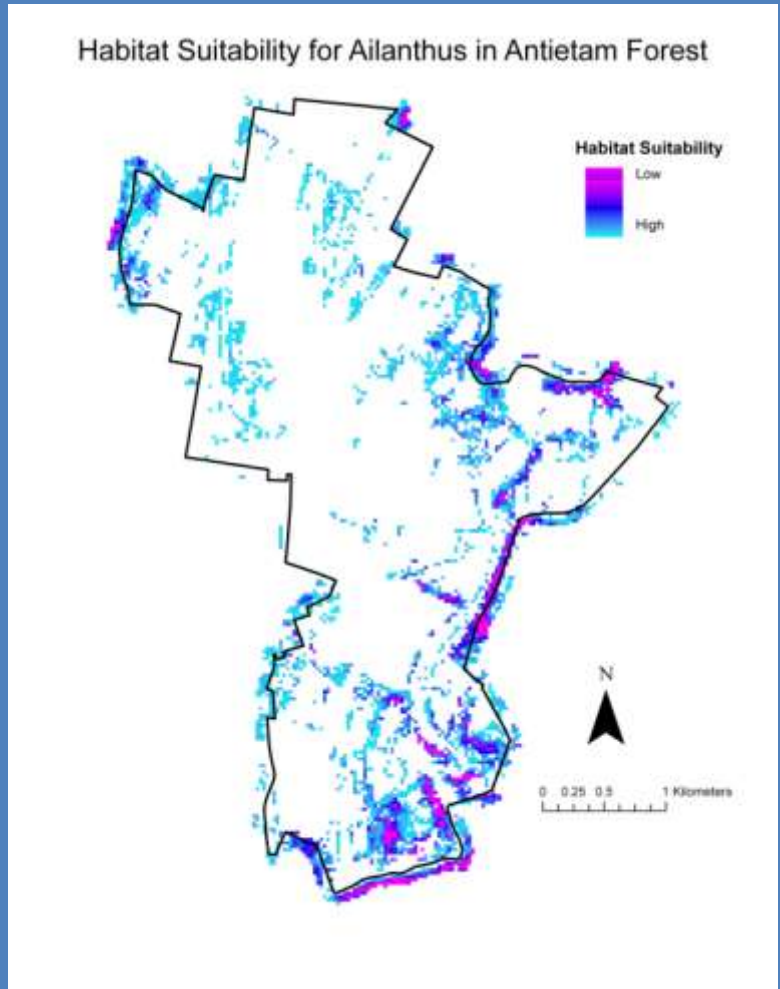 Habitat Suitability for Ailanthus in Antietam Forest
Habitat Suitability
Low
High
N
0 0.25 0.5 1 Kilometers